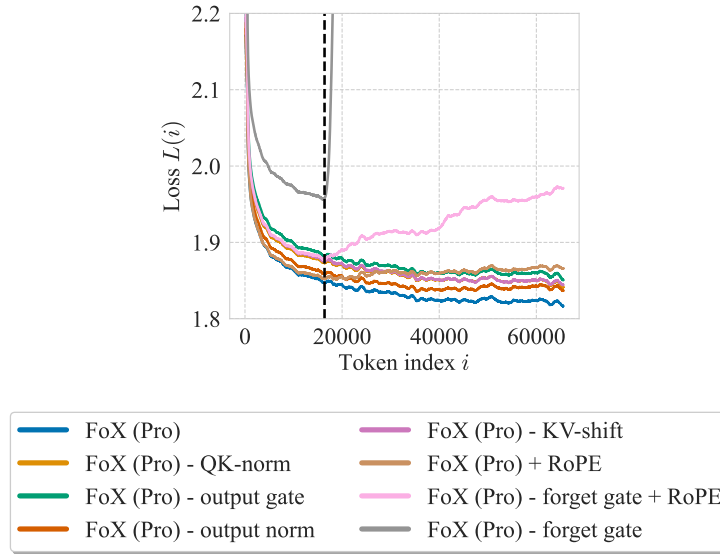 2.2
2.1
2.0
1.9
1.8
Loss L(i)
0 20000 40000 60000
Token index i
FoX (Pro)
FoX (Pro) - QK-norm
FoX (Pro) - output gate
FoX (Pro) - output norm
FoX (Pro) - KV-shift
FoX (Pro) + RoPE
FoX (Pro) - forget gate + RoPE
FoX (Pro) - forget gate